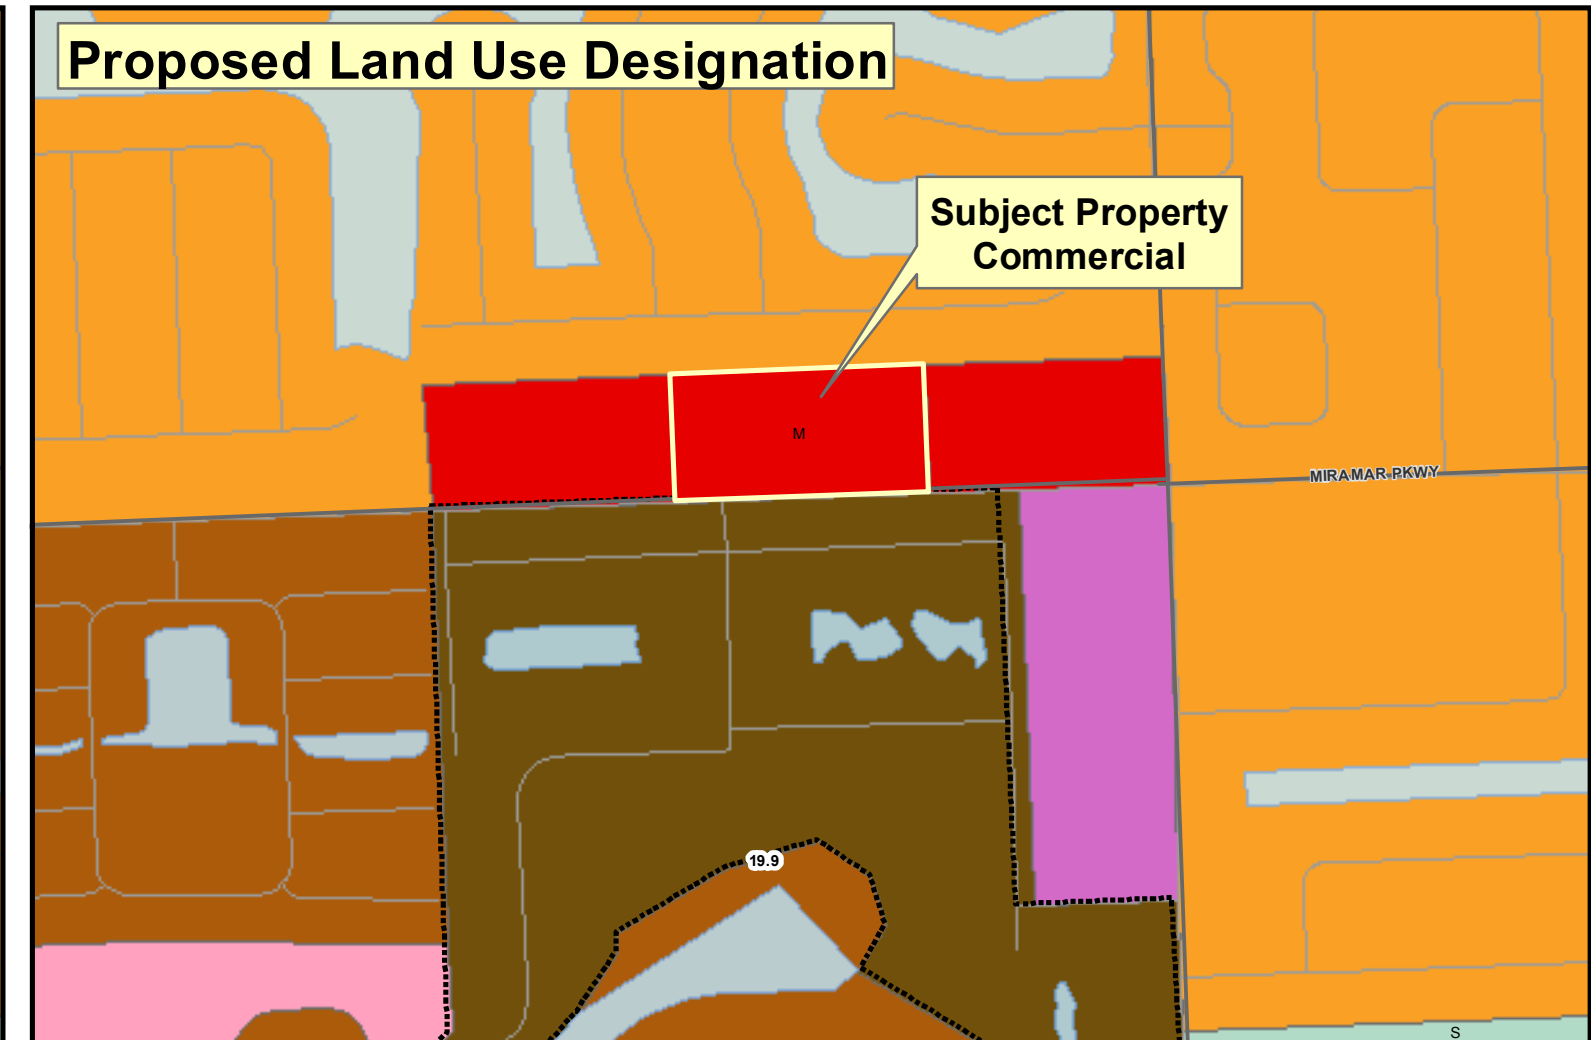 Proposed Land Use Designation
Subject Property
Commercial
M
MIRAMAR PKWY
19.9
S